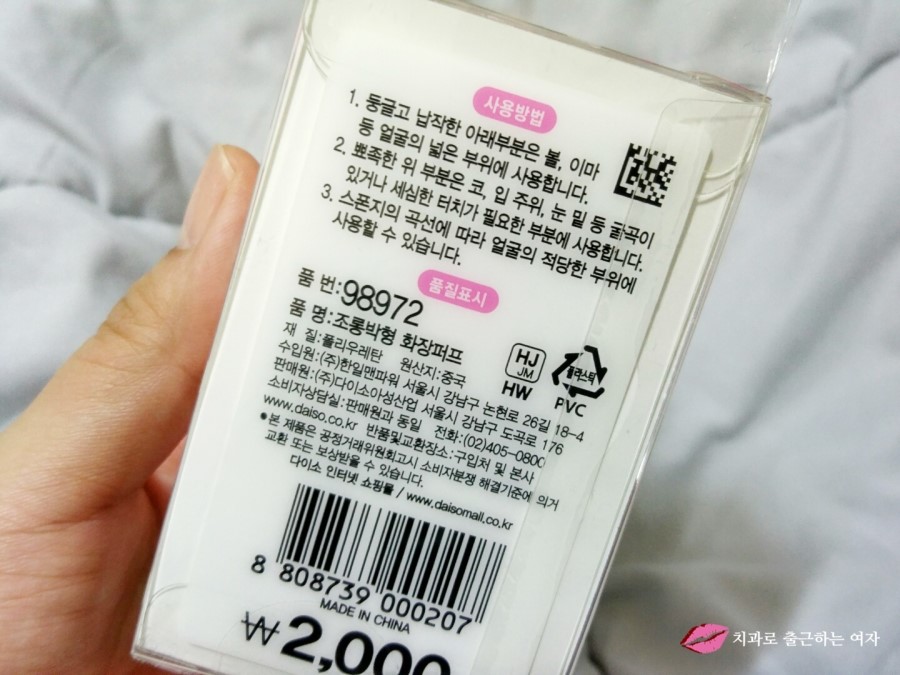 사용방법
1. 둥글고 납작한 아래부분은 볼, 이마
등 얼굴의 넓은 부위에 사용합니다.
2. 뾰족한 위 부분은 코, 입 주위, 눈 밑 등 굴곡이
있거나 세심한 터치가 필요한 부분에 사용합니다.
3. 스폰지의 곡선에 따라 얼굴의 적당한 부위에
사용할 수 있습니다.
품질표시
품 번:98972
품 명:조롱박형 화장퍼프
재 질:폴리우레탄 원산지:중국
수입원:(주)한일맨파워 서울시 강남구 논현로 26길 18-4
판매원:(주)다이소아성산업 서울시 강남구 도곡로 176
소비자상담실:판매원과 동일 전화:(02)405-0800
www.daiso.co.kr 반품및교환장소:구입처 및 본사
●본 제품은 공정거래위원회고시 소비자분쟁 해결기준에 의거
교환 또는 보상받을 수 있습니다.
다이소 인터넷 쇼핑몰 / www.daisomall.co.kr
HJ
JM
HW
플라스틱
PVC
8 808739 000207
MADE IN CHINA
₩2,000
치과로 출근하는 여자